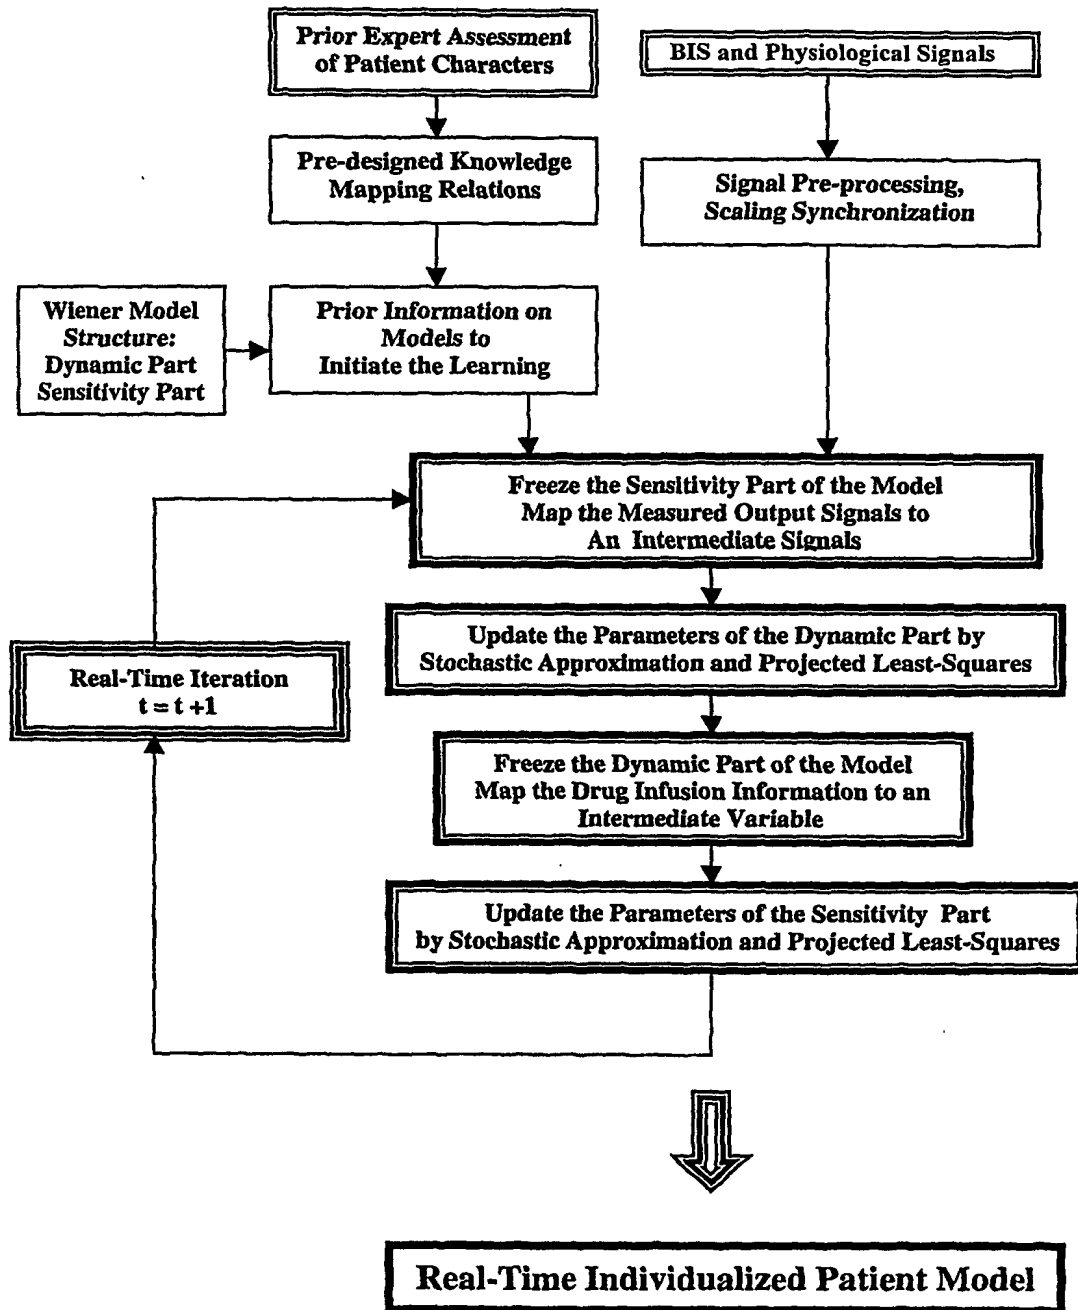 Prior Expert Assessment
of Patient Characters
BIS and Physiological Signals
Pre-designed Knowledge
Mapping Relations
Signal Pre-processing,
Scaling Synchronization
Wiener Model
Structure:
Dynamic Part
Sensitivity Part
Prior Information on
Models to
Initiate the Learning
Freeze the Sensitivity Part of the Model
Map the Measured Output Signals to
An Intermediate Signals
Update the Parameters of the Dynamic Part by
Stochastic Approximation and Projected Least-Squares
Real-Time Iteration
t = t +1
Freeze the Dynamic Part of the Model
Map the Drug Infusion Information to an
Intermediate Variable
Update the Parameters of the Sensitivity Part
by Stochastic Approximation and Projected Least-Squares
Real-Time Individualized Patient Model